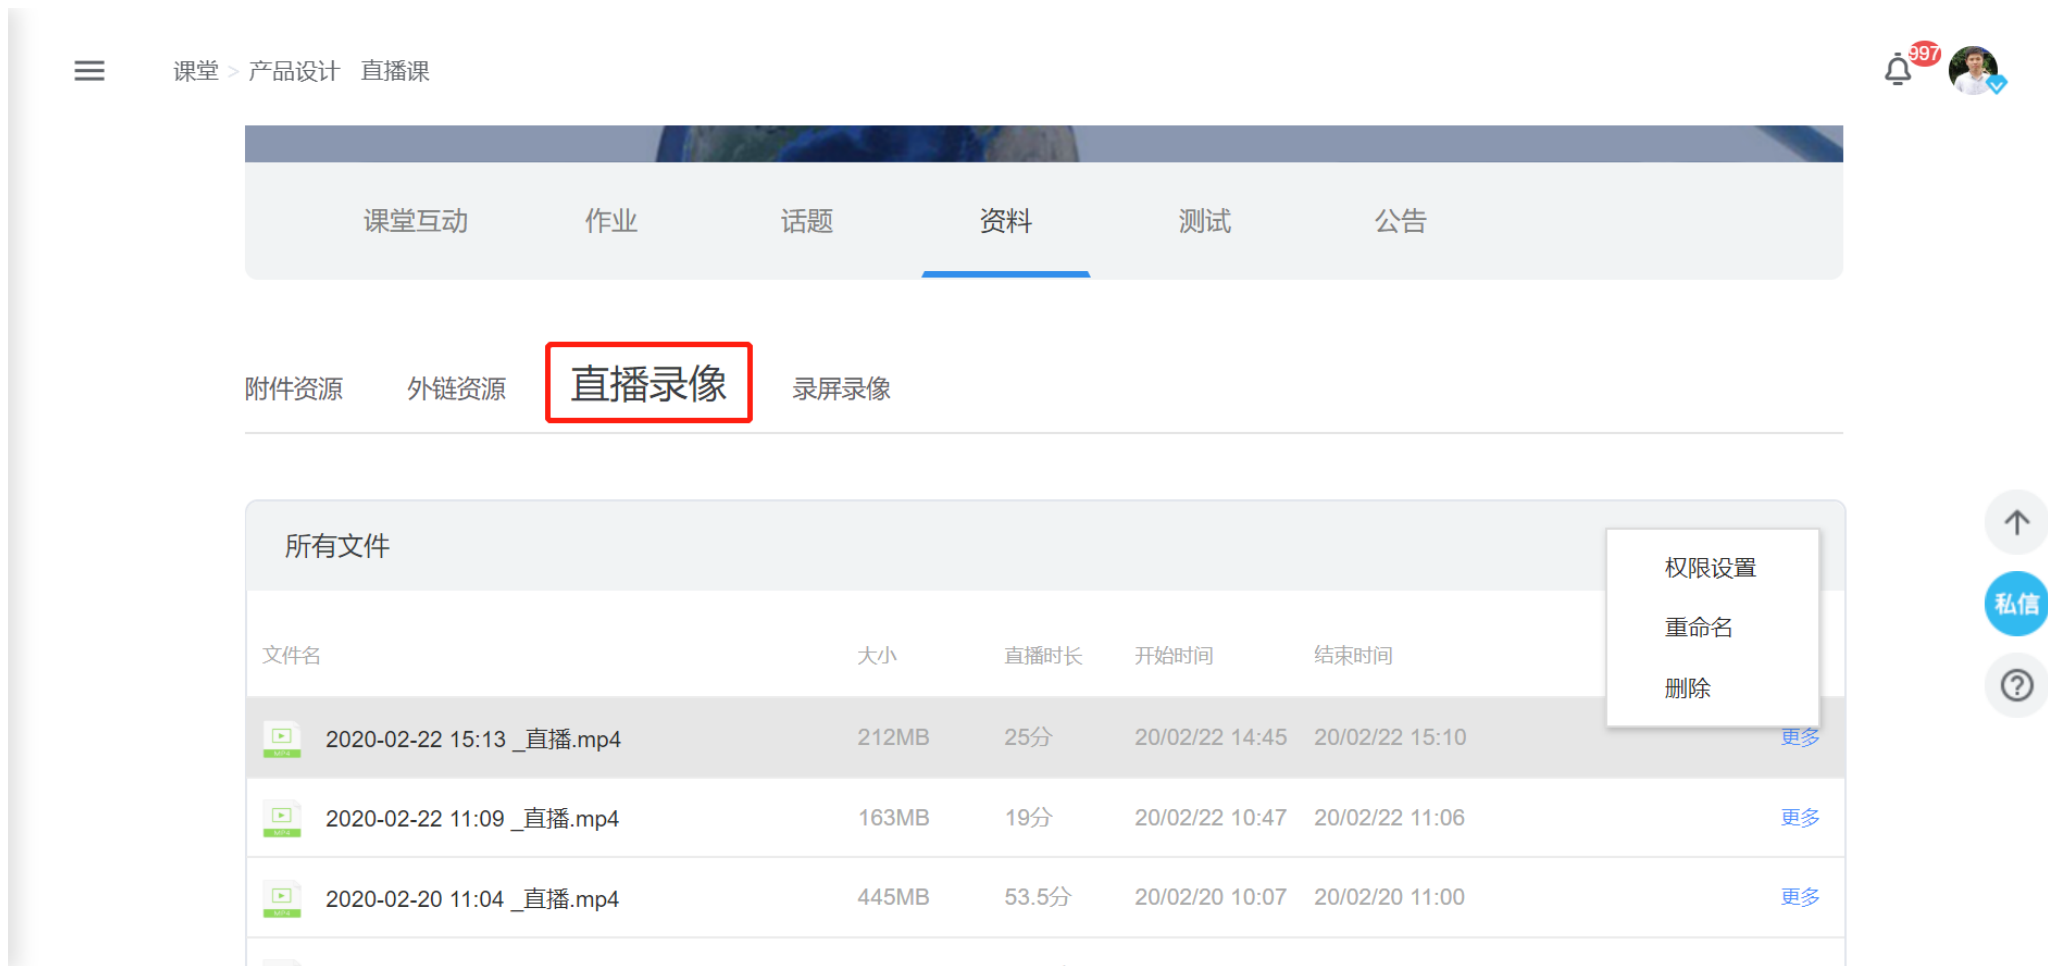 课堂 > 产品设计 直播课
997
课堂互动 作业 话题 资料 测试 公告
附件资源 外链资源 直播录像 录屏录像
所有文件
权限设置
重命名
删除
私信
文件名 大小 直播时长 开始时间 结束时间
2020-02-22 15:13 _直播.mp4 212MB 25分 20/02/22 14:45 20/02/22 15:10 更多
MP4
2020-02-22 11:09 _直播.mp4 163MB 19分 20/02/22 10:47 20/02/22 11:06 更多
MP4
2020-02-20 11:04 _直播.mp4 445MB 53.5分 20/02/20 10:07 20/02/20 11:00 更多
MP4